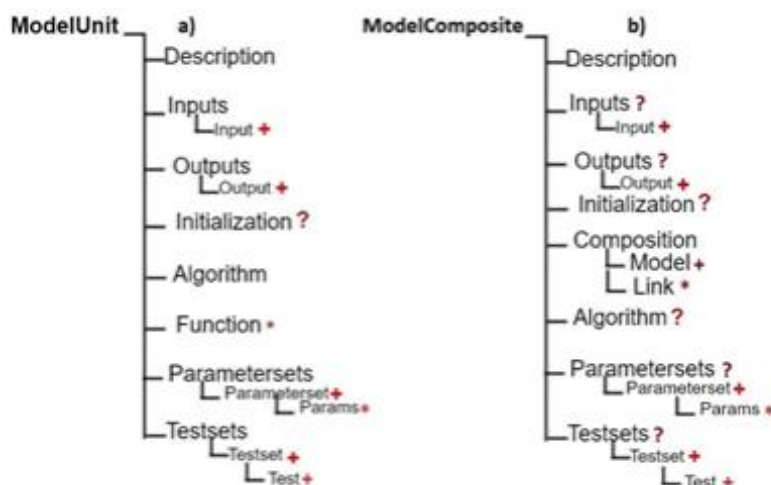 ModelUnit a)
Description
Inputs
Input +
Outputs
Output +
Initialization ?
Algorithm
Function *
Parametersets
Parameterset +
Params *
Testsets
Testset +
Test +
ModelComposite b)
Description
Inputs ?
Input +
Outputs ?
Output +
Initialization ?
Composition
Model +
Link *
Algorithm ?
Parametersets ?
Parameterset +
Params *
Testsets ?
Testset +
Test +